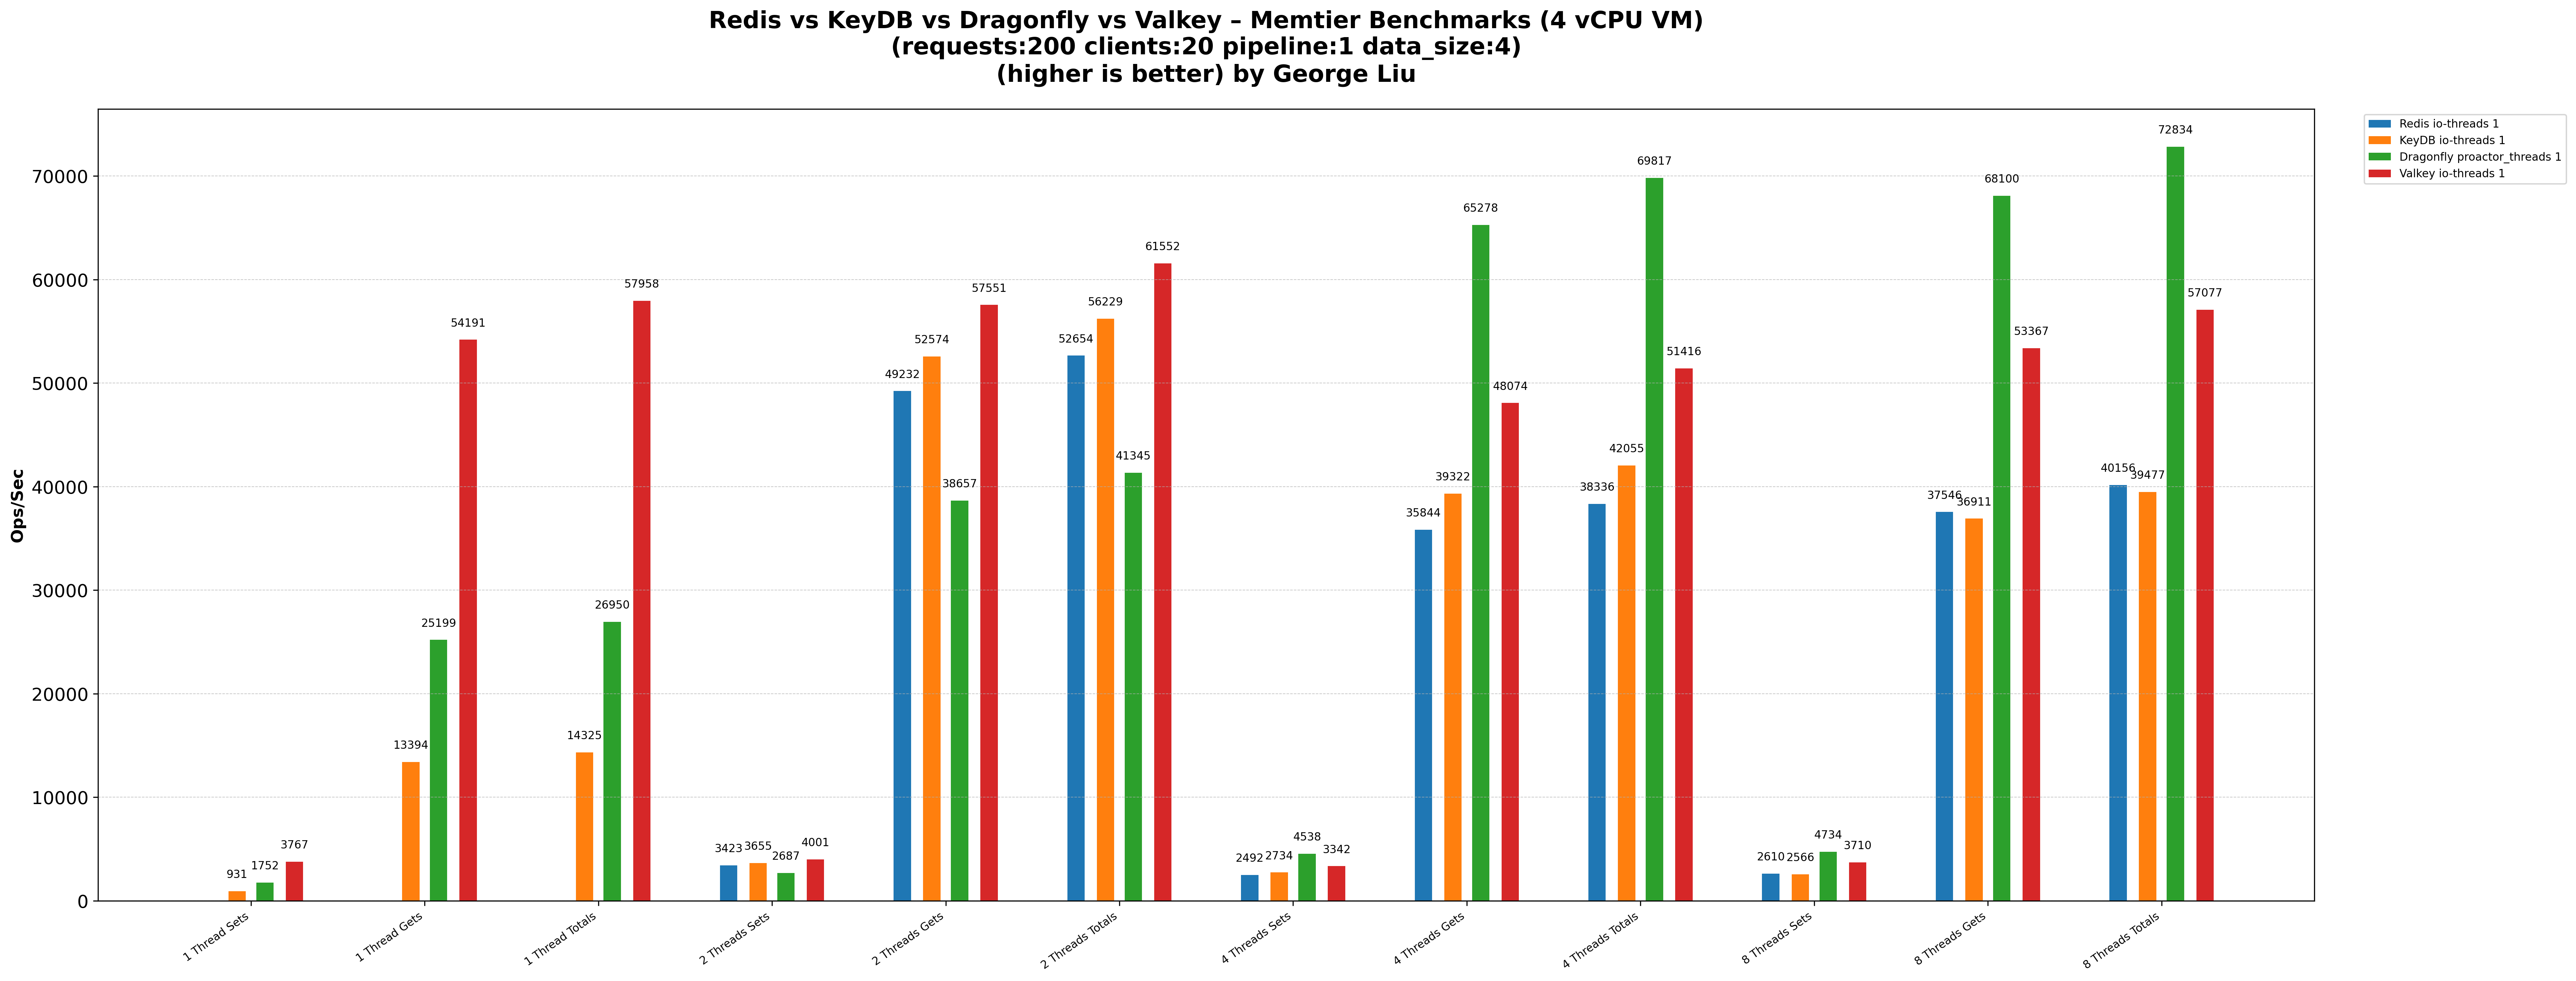 Redis vs KeyDB vs Dragonfly vs Valkey – Memtier Benchmarks (4 vCPU VM)
(requests:200 clients:20 pipeline:1 data_size:4)
(higher is better) by George Liu
Redis io-threads 1
KeyDB io-threads 1
Dragonfly proactor_threads 1
Valkey io-threads 1
Ops/Sec
70000
60000
50000
40000
30000
20000
10000
0
931
1752
3767
13394
25199
54191
14325
26950
57958
3423
3655
2687
4001
49232
52574
38657
57551
52654
56229
41345
61552
2492
2734
4538
3342
35844
39322
65278
48074
38336
42055
69817
51416
2610
2566
4734
3710
37546
36911
68100
53367
40156
39477
72834
57077
1 Thread Sets
1 Thread Gets
1 Thread Totals
2 Threads Sets
2 Threads Gets
2 Threads Totals
4 Threads Sets
4 Threads Gets
4 Threads Totals
8 Threads Sets
8 Threads Gets
8 Threads Totals